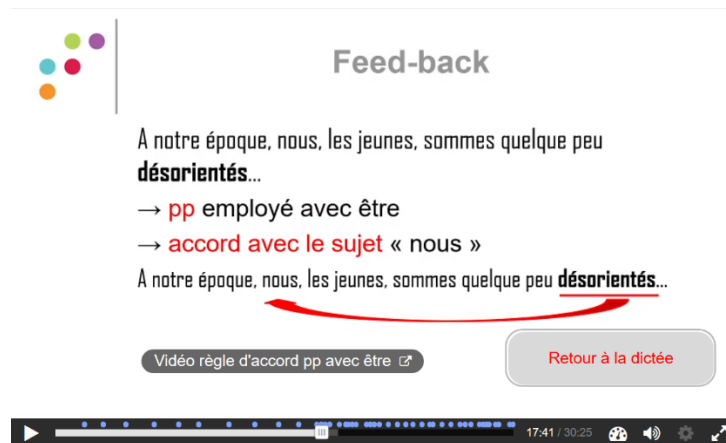 Feed-back
A notre époque, nous, les jeunes, sommes quelque peu
désorientés...
→ pp employé avec être
→ accord avec le sujet « nous »
A notre époque, nous, les jeunes, sommes quelque peu désorientés...
Vidéo règle d'accord pp avec être
Retour à la dictée
17:41 / 30:25